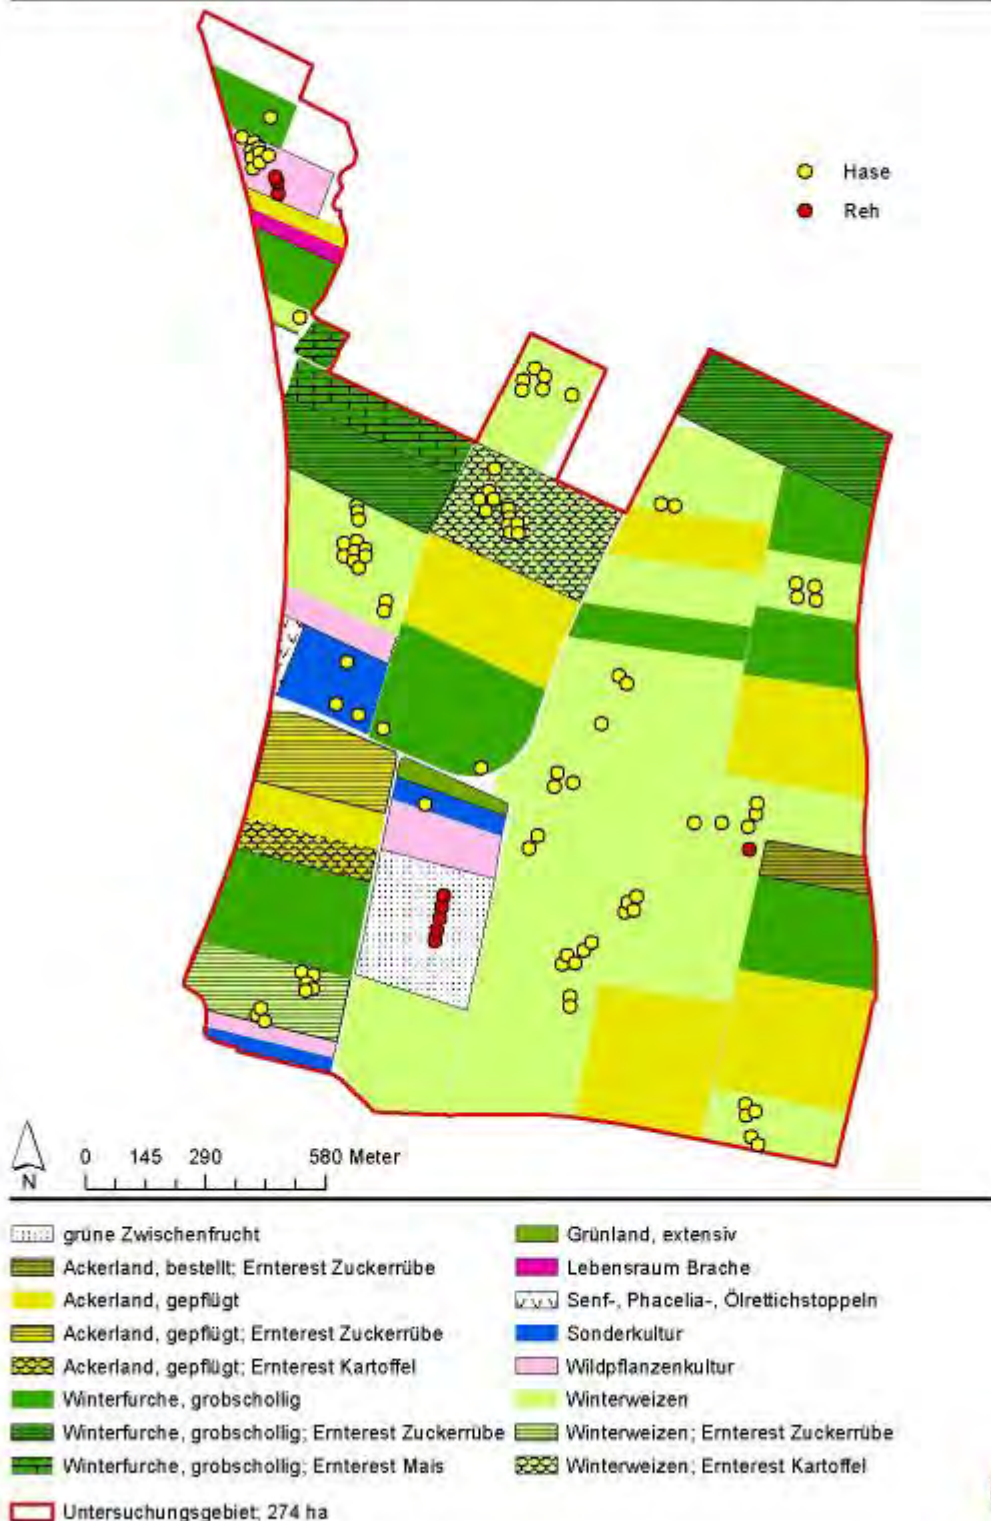 Hase
Reh
0 145 290 580 Meter
N
grüne Zwischenfrucht
Ackerland, bestellt; Ernterest Zuckerrübe
Ackerland, gepflügt
Ackerland, gepflügt; Ernterest Zuckerrübe
Ackerland, gepflügt; Ernterest Kartoffel
Winterfurche, grobschollig
Winterfurche, grobschollig; Ernterest Zuckerrübe
Winterfurche, grobschollig; Ernterest Mais
Untersuchungsgebiet; 274 ha
Grünland, extensiv
Lebensraum Brache
Senf-, Phacelia-, Ölrettichstoppeln
Sonderkultur
Wildpflanzenkultur
Winterweizen
Winterweizen; Ernterest Zuckerrübe
Winterweizen; Ernterest Kartoffel